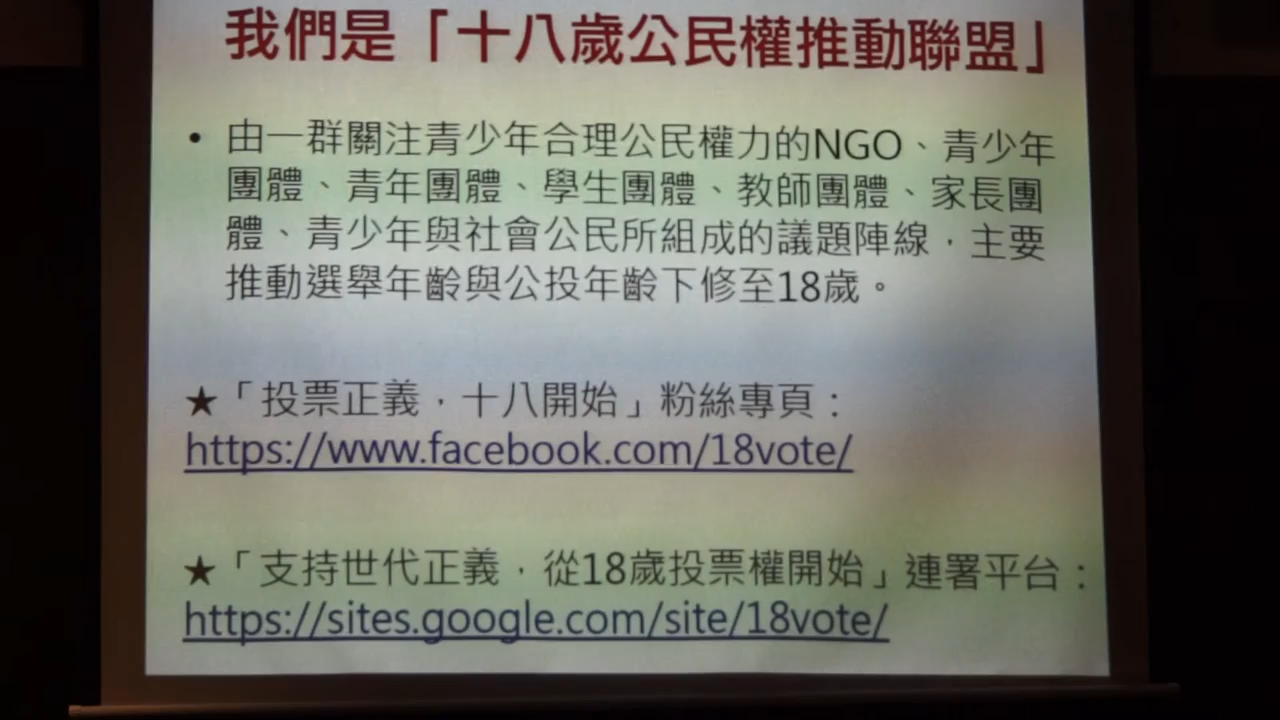 我們是「十八歲公民權推動聯盟」
• 由一群關注青少年合理公民權力的NGO、青少年
團體、青年團體、學生團體、教師團體、家長團
體、青少年與社會公民所組成的議題陣線，主要
推動選舉年齡與公投年齡下修至18歲。
★「投票正義，十八開始」粉絲專頁：
https://www.facebook.com/18vote/
★「支持世代正義，從18歲投票權開始」連署平台：
https://sites.google.com/site/18vote/